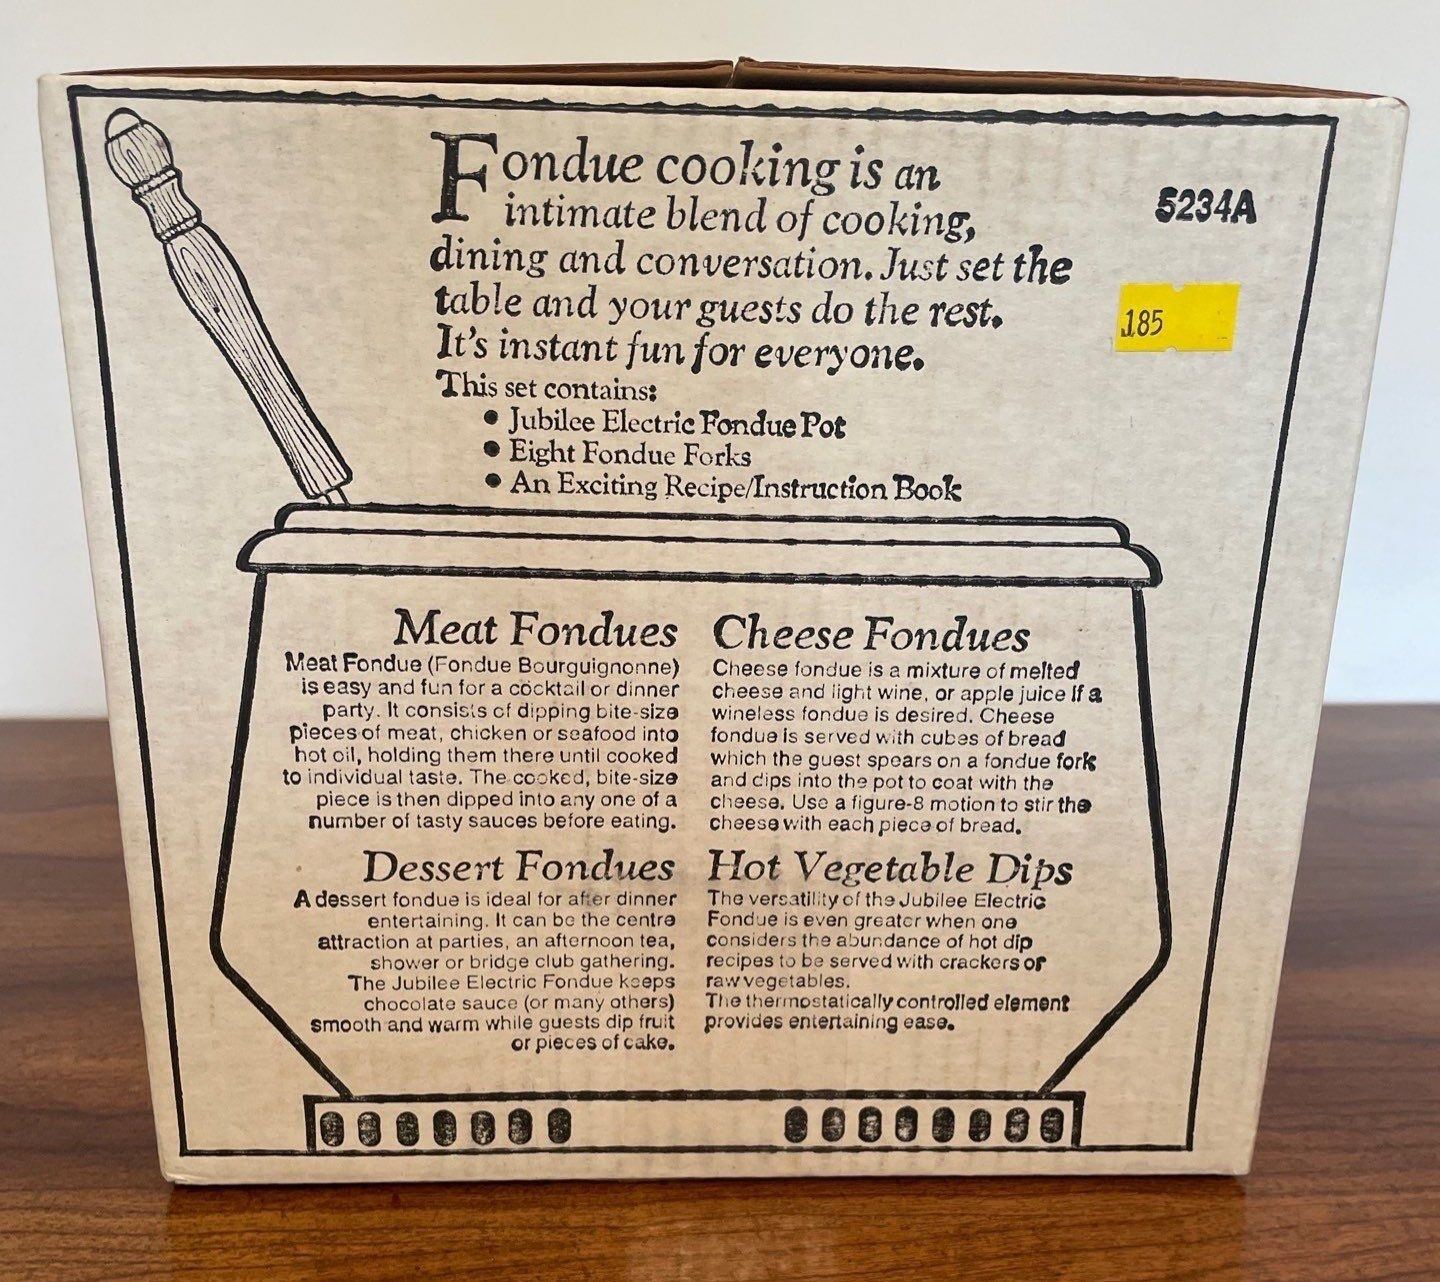 Fondue cooking is an
intimate blend of cooking,
dining and conversation. Just set the
table and your guests do the rest.
It's instant fun for everyone.
This set contains:
• Jubilee Electric Fondue Pot
• Eight Fondue Forks
• An Exciting Recipe/Instruction Book
5234A
185
Meat Fondues
Meat Fondue (Fondue Bourguignonne)
is easy and fun for a cocktail or dinner
party. It consists of dipping bite-size
pieces of meat, chicken or seafood into
hot oil, holding them there until cooked
to individual taste. The cooked, bite-size
piece is then dipped into any one of a
number of tasty sauces before eating.
Cheese Fondues
Cheese fondue is a mixture of melted
cheese and light wine, or apple juice if a
wineless fondue is desired. Cheese
fondue is served with cubes of bread
which the guest spears on a fondue fork
and dips into the pot to coat with the
cheese. Use a figure-8 motion to stir the
cheese with each piece of bread.
Dessert Fondues
A dessert fondue is ideal for after dinner
entertaining. It can be the centre
attraction at parties, an afternoon tea,
shower or bridge club gathering.
The Jubilee Electric Fondue keeps
chocolate sauce (or many others)
smooth and warm while guests dip fruit
or pieces of cake.
Hot Vegetable Dips
The versatility of the Jubilee Electric
Fondue is even greater when one
considers the abundance of hot dip
recipes to be served with crackers or
raw vegetables.
The thermostatically controlled element
provides entertaining ease.